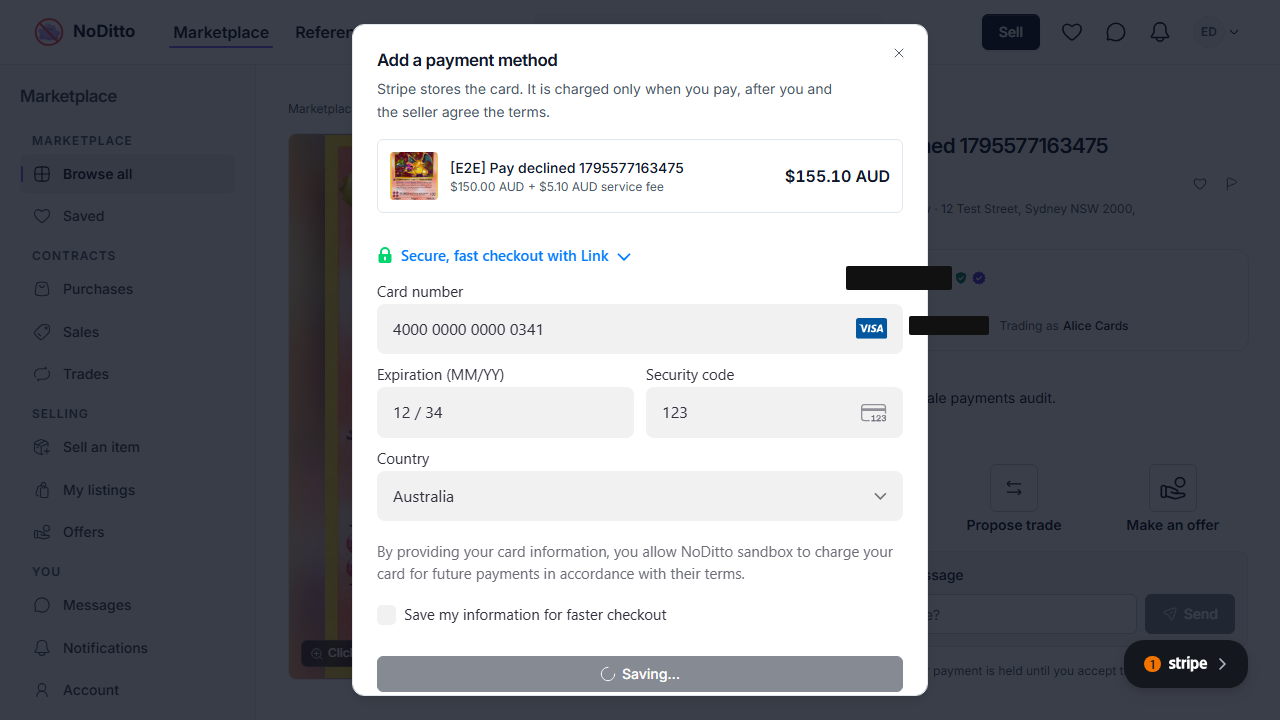 NoDitto
Marketplace
Sell
ED
Marketplace
MARKETPLACE
Browse all
Saved
CONTRACTS
Purchases
Sales
Trades
SELLING
Sell an item
My listings
Offers
YOU
Messages
Notifications
Account
Add a payment method
Stripe stores the card. It is charged only when you pay, after you and
the seller agree the terms.
[E2E] Pay declined 1795577163475
$150.00 AUD + $5.10 AUD service fee
$155.10 AUD
Secure, fast checkout with Link
Card number
4000 0000 0000 0341
VISA
Expiration (MM/YY)
Security code
12 / 34
123
123
Country
Australia
By providing your card information, you allow NoDitto sandbox to charge your
card for future payments in accordance with their terms.
Save my information for faster checkout
Saving...
1795577163475
· 12 Test Street, Sydney NSW 2000,
Trading as Alice Cards
payments audit.
Propose trade
Make an offer
Send
payment is held until you accept
1 stripe